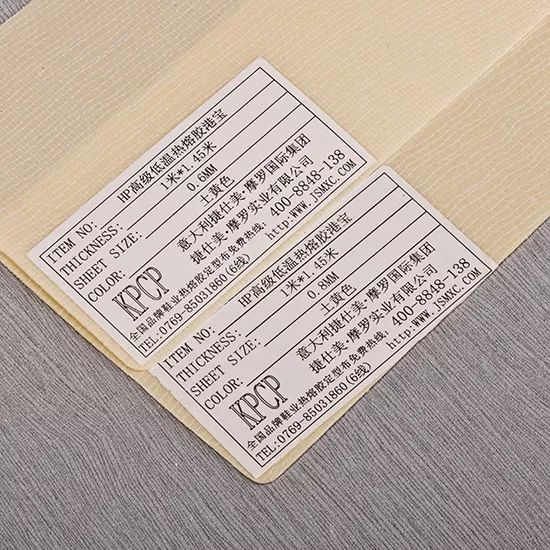 ITEM NO: HP高级低温热熔胶港宝
THICKNESS: 1米*1.45米
SHEET SIZE: 0.6MM
COLOR: 土黄色
KPCP 意大利捷仕美·摩罗国际集团
捷仕美·摩罗实业有限公司
全国品牌鞋业热熔胶定型布免费热线: 400-8848-138
TEL:0769-85031860(6线) http:WWW.JSMXC.
ITEM NO: HP高级低温热熔胶港宝
THICKNESS: 1米*1.45米
SHEET SIZE: 0.8MM
COLOR: 土黄色
KPCP 意大利捷仕美·摩罗国际集团
捷仕美·摩罗实业有限公司
全国品牌鞋业热熔胶定型布免费热线: 400-8848-138
TEL:0769-85031860(6线) http:WWW.JSMXC.COM